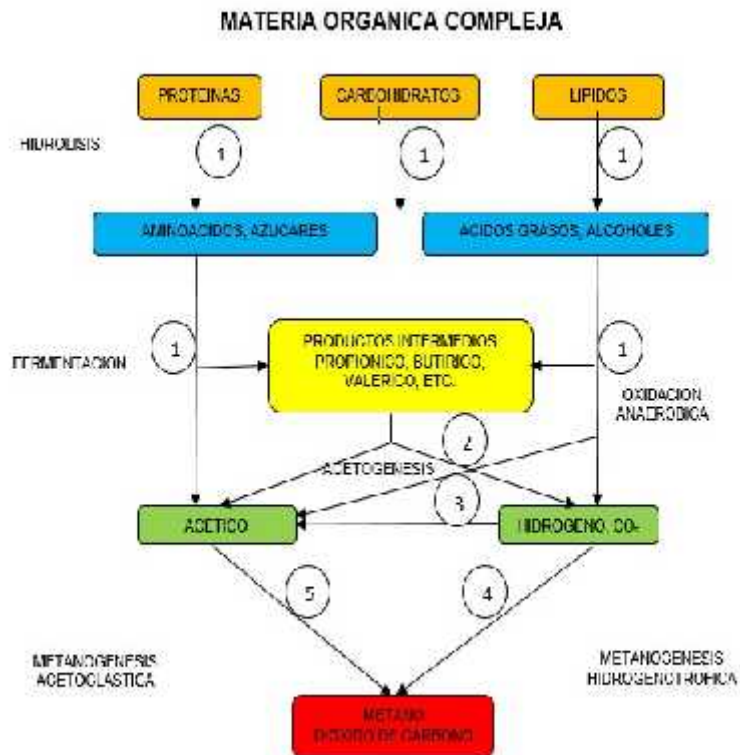 MATERIA ORGANICA COMPLEJA
PROTEINAS
CARBOHIDRATOS
LIPIDOS
HIDROLISIS
1
1
1
AMINOACIDOS, AZUCARES
ACIDOS GRASOS, ALCOHOLES
1
PRODUCTOS INTERMEDIOS
PROPIONICO, BUTIRICO,
VALERICO, ETC.
1
FERMENTACION
OXIDACION
ANAEROBICA
2
ACETOGENESIS
3
ACETICO
HIDROGENO, CO₂
5
4
METANOGENESIS
ACETOCLASTICA
METANOGENESIS
HIDROGENOTROFICA
METANO
DIOXIDO DE CARBONO